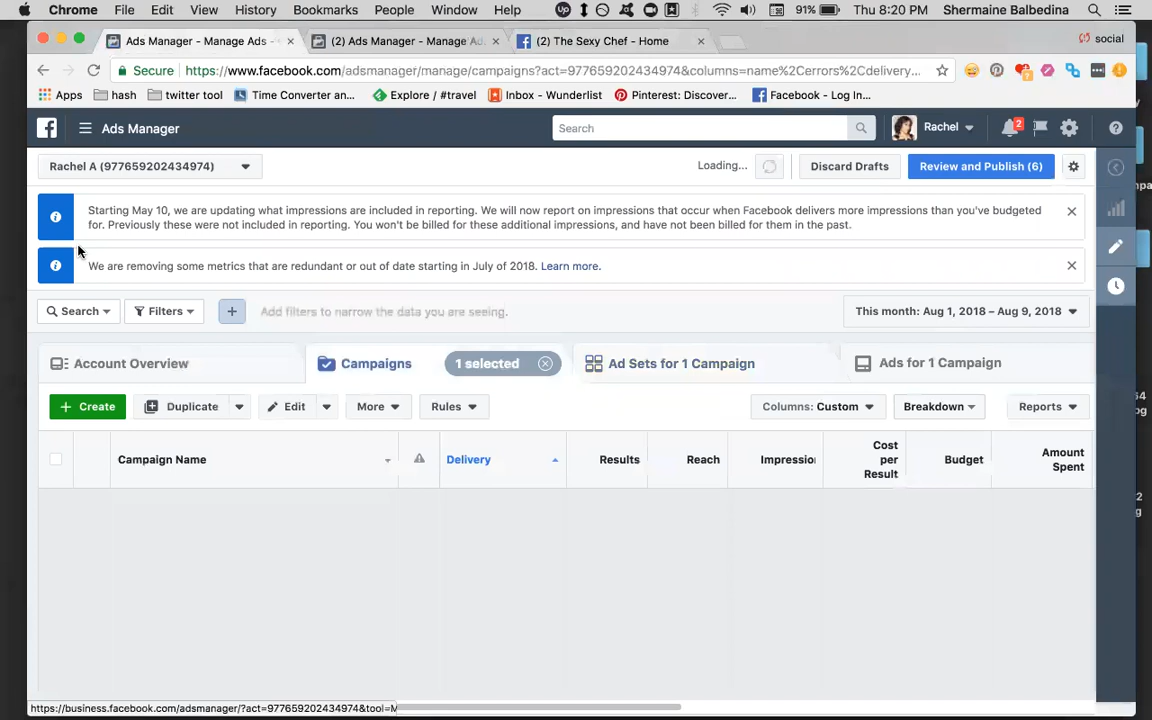 Chrome File Edit View History Bookmarks People Window Help 91% Thu 8:20 PM Shermaine Balbedina
Ads Manager - Manage Ads - (2) Ads Manager - Manage Ad. (2) The Sexy Chef - Home social
Secure https://www.facebook.com/adsmanager/manage/campaigns?act=977659202434974&columns=name%2Cerrors%2Cdelivery...
Apps hash twitter tool Time Converter an... Explore / #travel Inbox - Wunderlist Pinterest: Discover... Facebook - Log In...
Ads Manager Search Rachel 2
Rachel A (977659202434974) Loading... Discard Drafts Review and Publish (6)
Starting May 10, we are updating what impressions are included in reporting. We will now report on impressions that occur when Facebook delivers more impressions than you've budgeted
for. Previously these were not included in reporting. You won't be billed for these additional impressions, and have not been billed for them in the past.
We are removing some metrics that are redundant or out of date starting in July of 2018. Learn more.
Search Filters + Add filters to narrow the data you are seeing. This month: Aug 1, 2018 – Aug 9, 2018
Account Overview Campaigns 1 selected Ad Sets for 1 Campaign Ads for 1 Campaign
+ Create Duplicate Edit More Rules Columns: Custom Breakdown Reports
Campaign Name Delivery Results Reach Impressio Cost per Result Budget Amount Spent
https://business.facebook.com/adsmanager/?act=977659202434974&tool=M